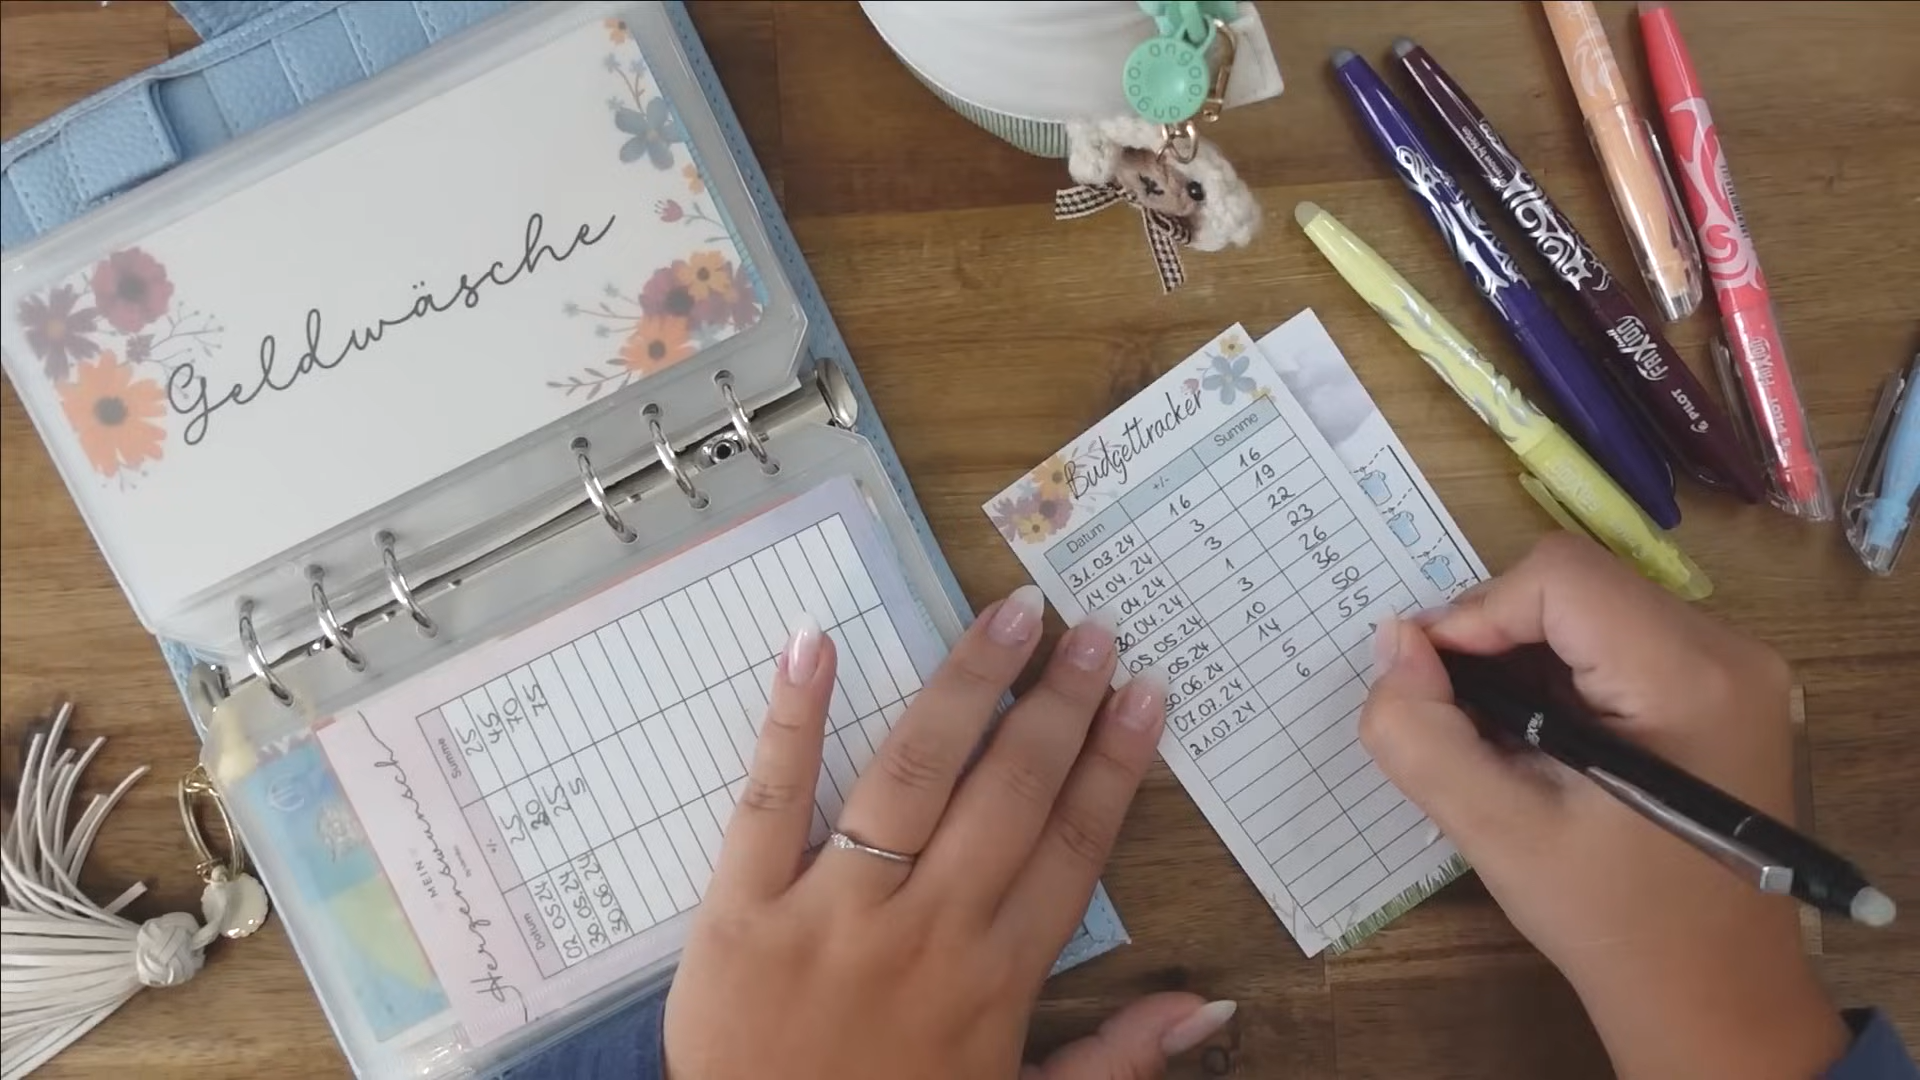 Geldwäsche
Summe
25
45
70
75
+/-
25
20
25
5
Datum
02.05.24
30.05.24
30.06.24
MEIN
Herzenswunsch
Budgettracker
Datum +/- Summe
31.03.24 16 16
14.04.24 3 19
.04.24 3 22
30.04.24 1 23
05.05.24 3 26
.05.24 10 36
30.06.24 14 50
07.07.24 5 55
21.07.24 6
ango.
PILOT FRIXION
PILOT FRIXION